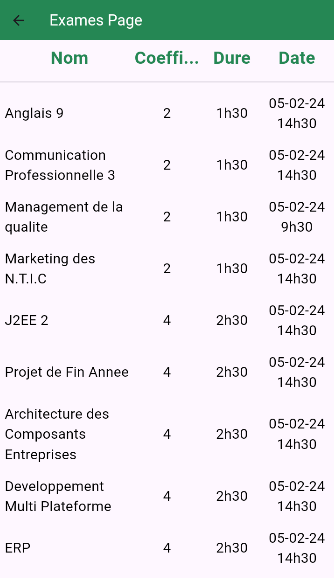 Exames Page
Nom Coeffi... Dure Date
Anglais 9 2 1h30 05-02-24 14h30
Communication Professionnelle 3 2 1h30 05-02-24 14h30
Management de la qualite 2 1h30 05-02-24 9h30
Marketing des N.T.I.C 2 1h30 05-02-24 14h30
J2EE 2 4 2h30 05-02-24 14h30
Projet de Fin Annee 4 2h30 05-02-24 14h30
Architecture des Composants Entreprises 4 2h30 05-02-24 14h30
Developpement Multi Plateforme 4 2h30 05-02-24 14h30
ERP 4 2h30 05-02-24 14h30